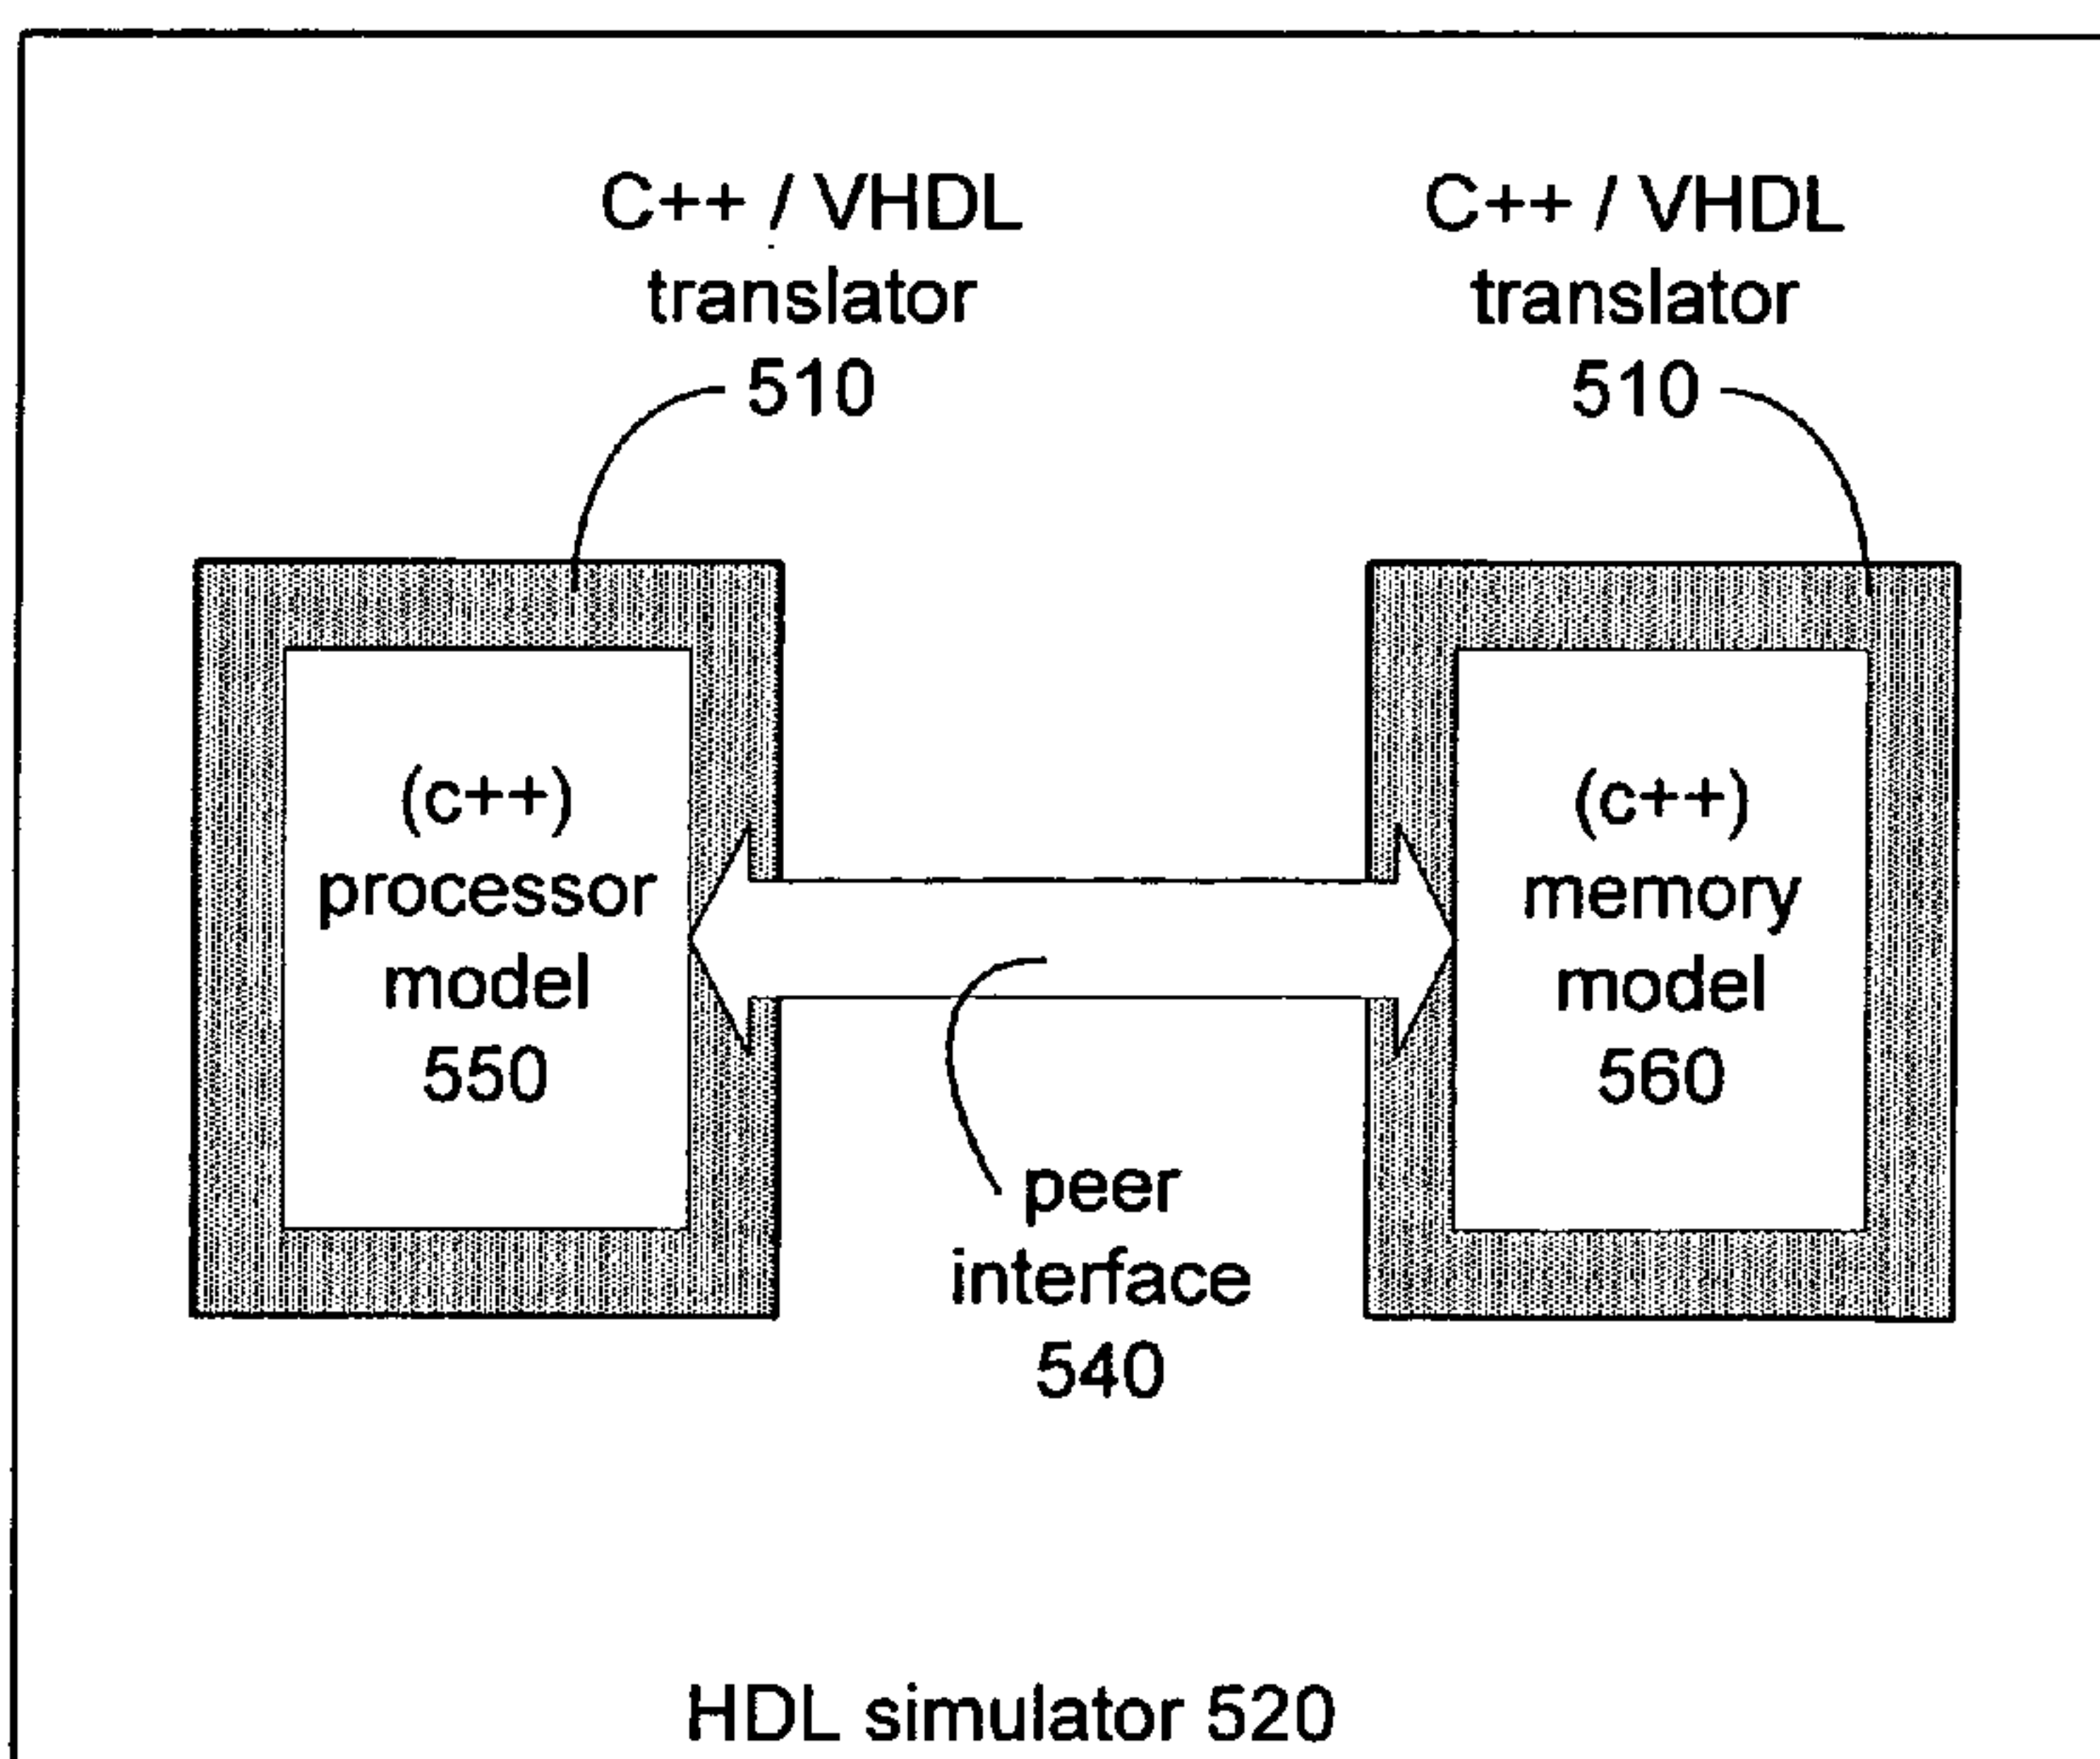 C++ / VHDL
translator
510
C++ / VHDL
translator
510
(c++)
processor
model
550
(c++)
memory
model
560
peer
interface
540
HDL simulator 520